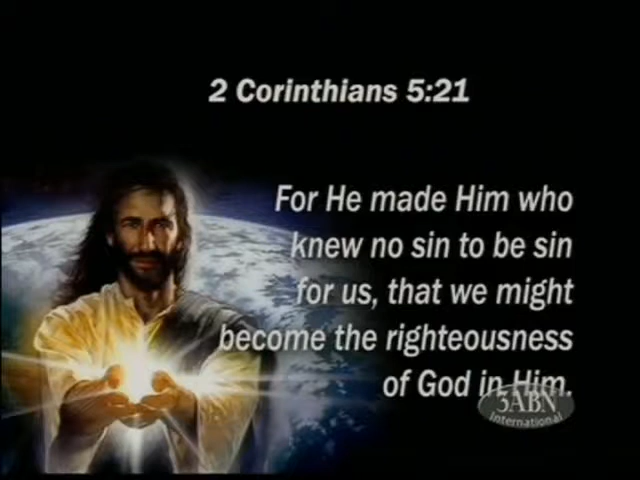 2 Corinthians 5:21
For He made Him who
knew no sin to be sin
for us, that we might
become the righteousness
of God in Him.
3ABN
International